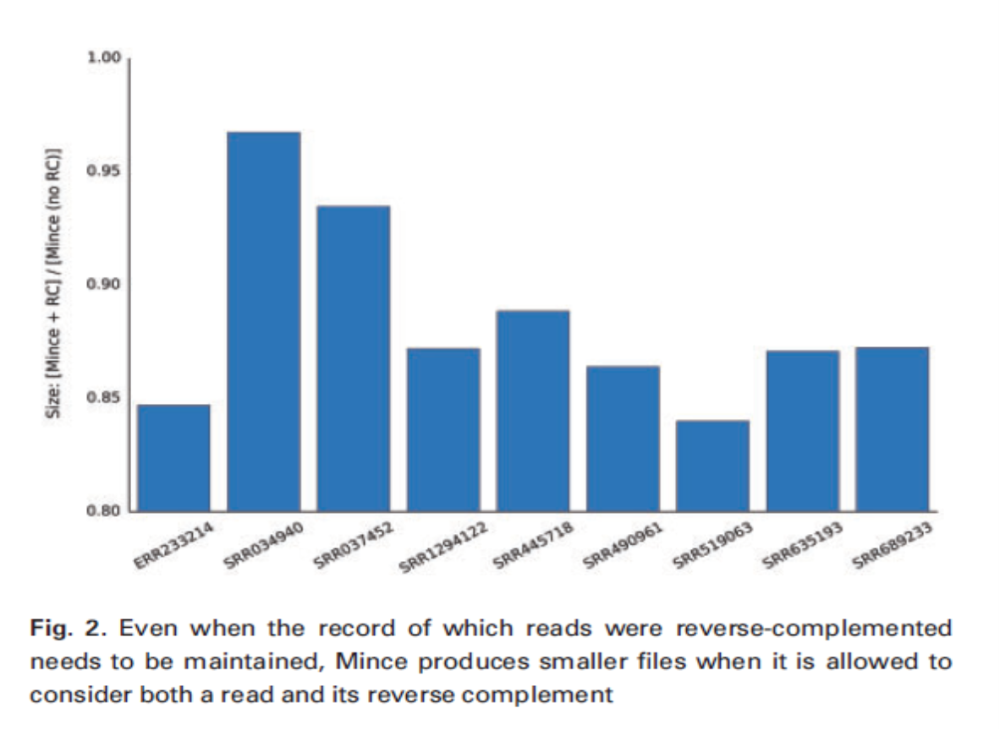 1.00
0.95
0.90
0.85
0.80
Size: [Mince + RC] / [Mince (no RC)]
ERR233214
SRR034940
SRR037452
SRR1294122
SRR445718
SRR490961
SRR519063
SRR635193
SRR689233
Fig. 2. Even when the record of which reads were reverse-complemented
needs to be maintained, Mince produces smaller files when it is allowed to
consider both a read and its reverse complement